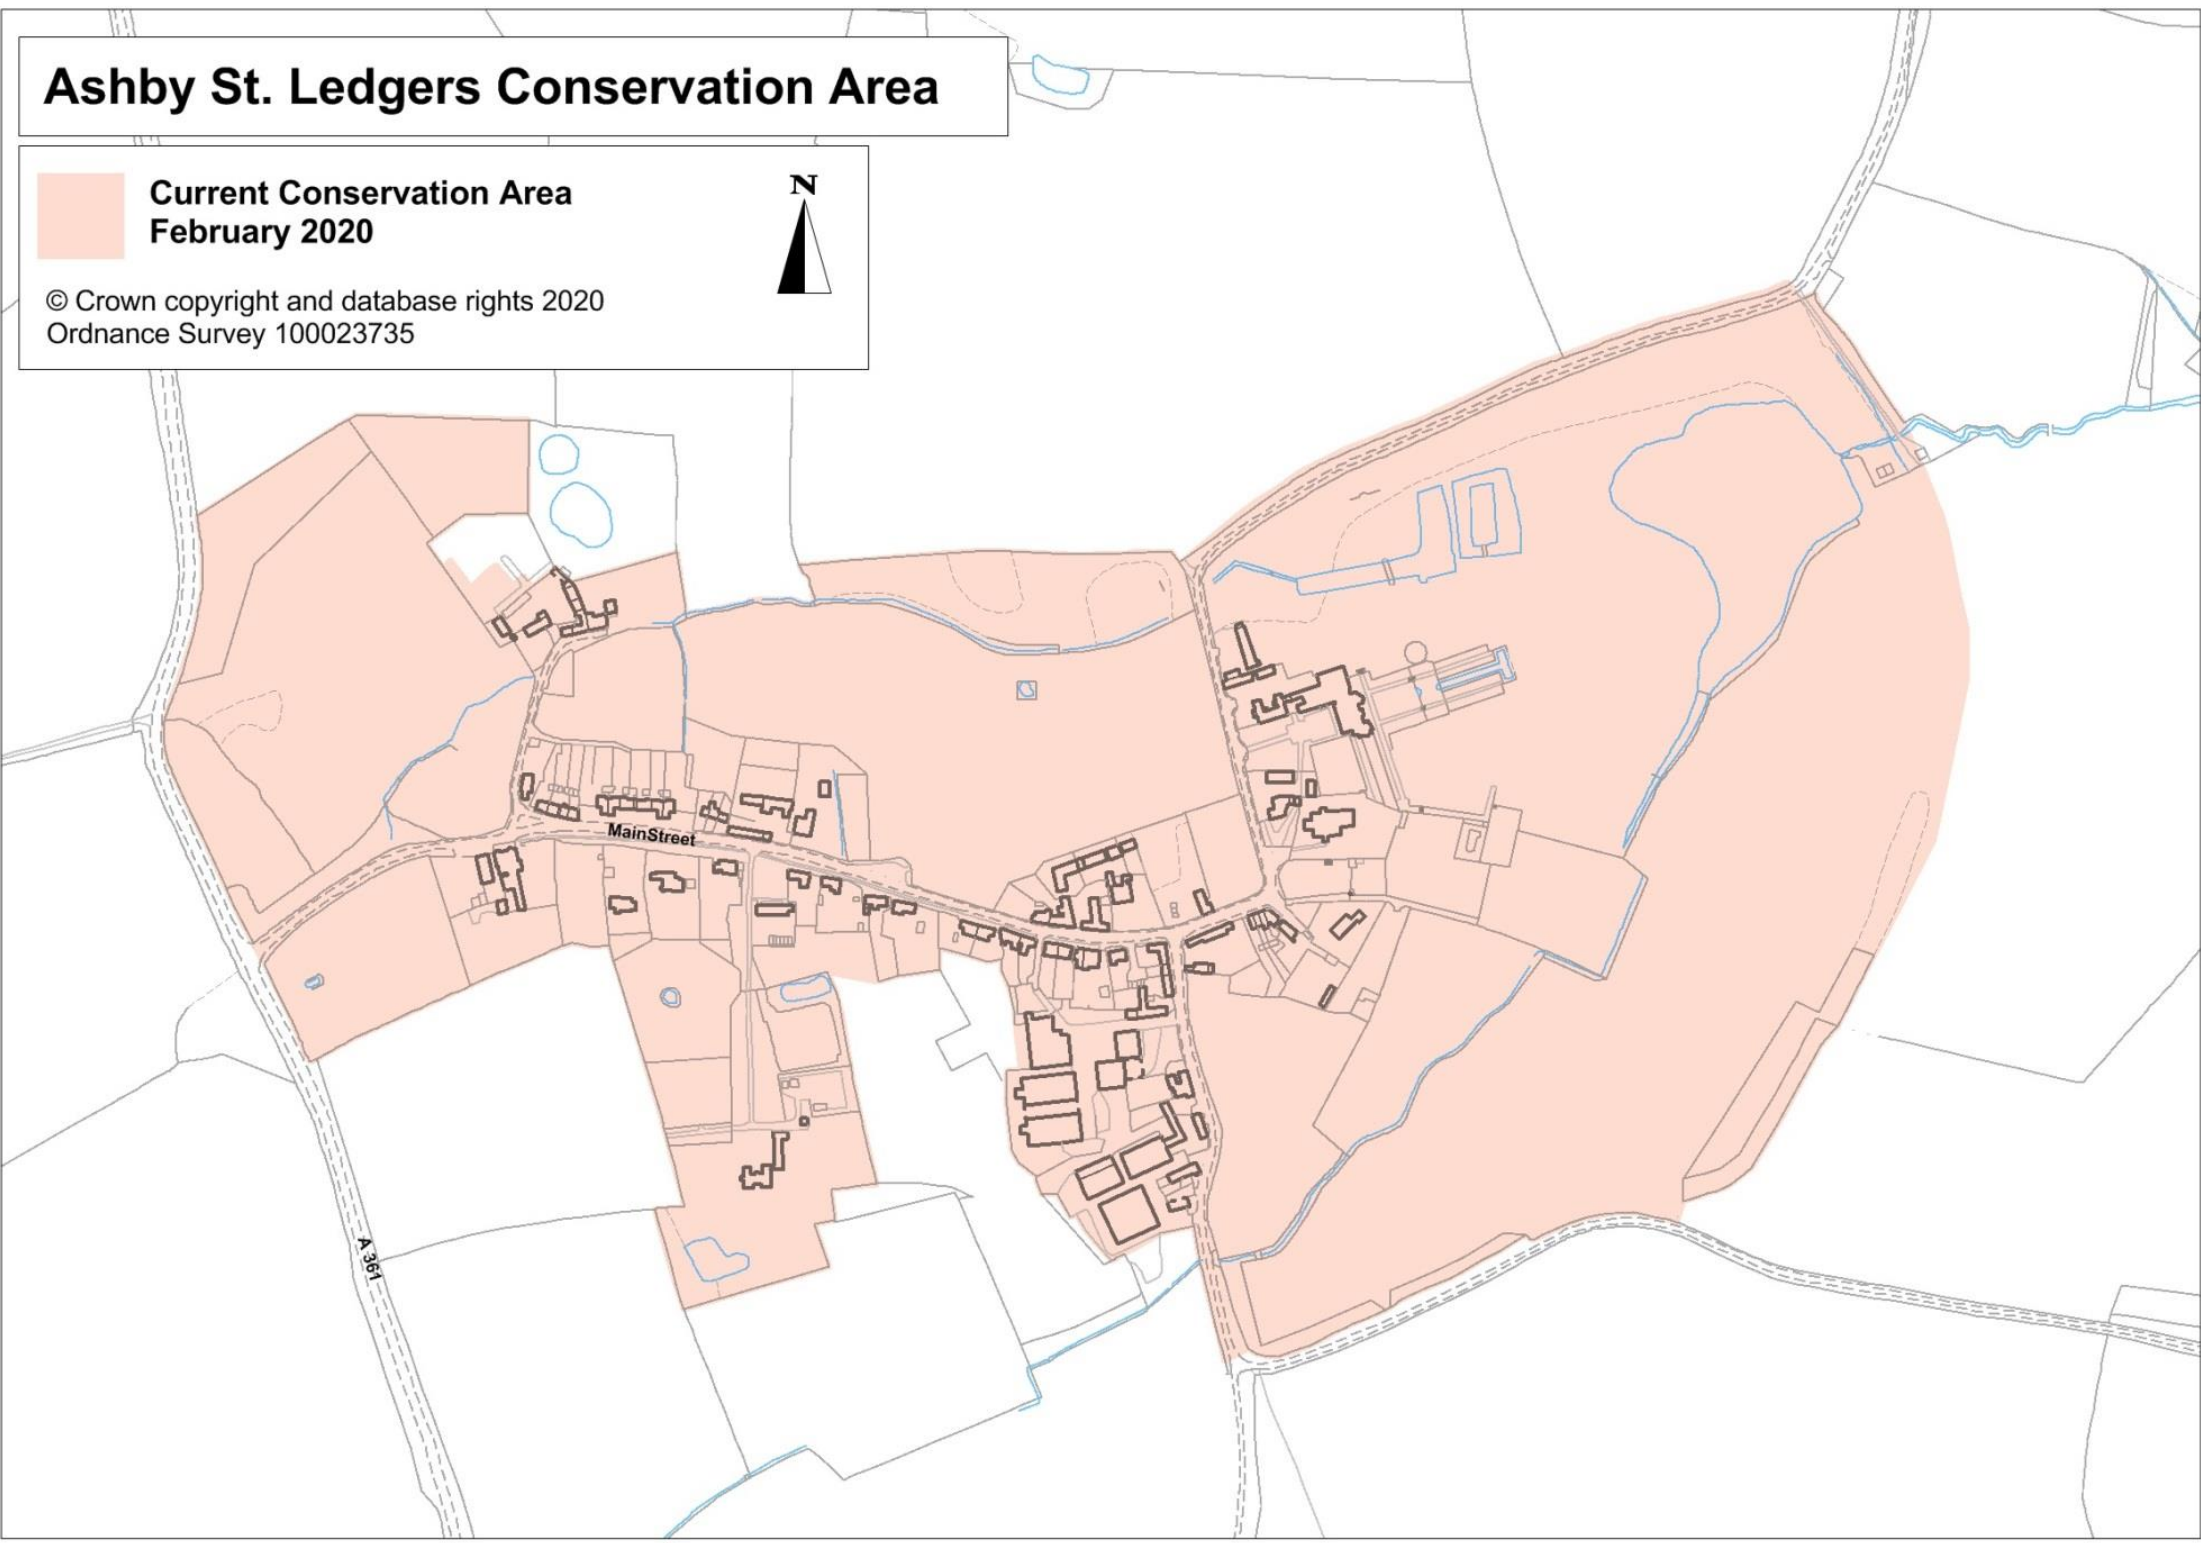 Ashby St. Ledgers Conservation Area
Current Conservation Area
February 2020
N
© Crown copyright and database rights 2020
Ordnance Survey 100023735
MainStreet
A 361